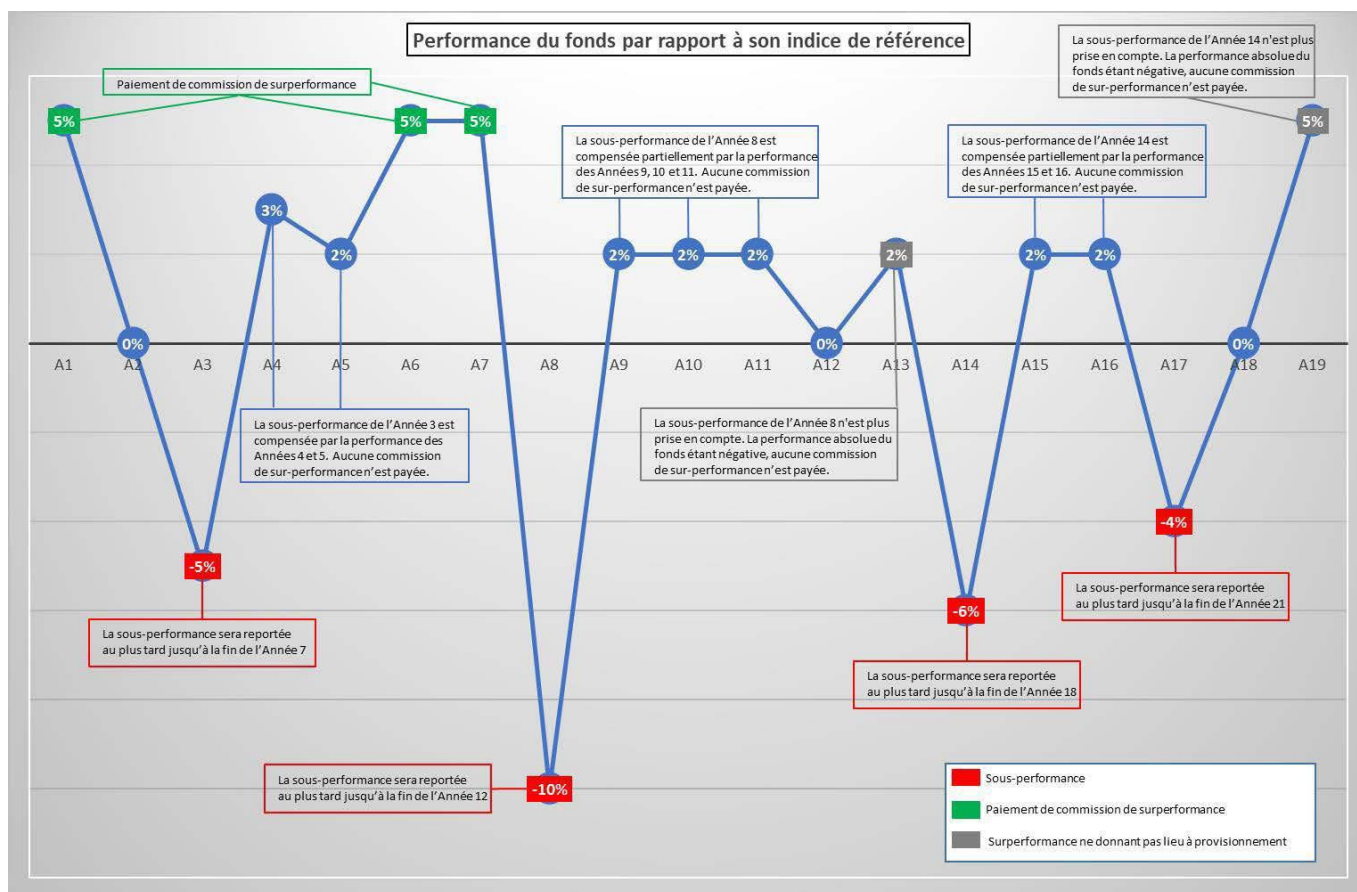 Performance du fonds par rapport à son indice de référence
La sous-performance de l'Année 14 n'est plus
prise en compte. La performance absolue du
fonds étant négative, aucune commission
de sur-performance n'est payée.
Paiement de commission de surperformance
5%
5%
5%
5%
La sous-performance de l'Année 8 est
compensée partiellement par la performance
des Années 9, 10 et 11. Aucune commission
de sur-performance n'est payée.
La sous-performance de l'Année 14 est
compensée partiellement par la performance
des Années 15 et 16. Aucune commission
de sur-performance n'est payée.
3%
2%
2%
2%
2%
2%
2%
2%
0%
0%
0%
A1 A2 A3 A4 A5 A6 A7 A8 A9 A10 A11 A12 A13 A14 A15 A16 A17 A18 A19
La sous-performance de l'Année 3 est
compensée par la performance des
Années 4 et 5. Aucune commission
de sur-performance n'est payée.
La sous-performance de l'Année 8 n'est plus
prise en compte. La performance absolue du
fonds étant négative, aucune commission
de sur-performance n'est payée.
-4%
-5%
La sous-performance sera reportée
au plus tard jusqu'à la fin de l'Année 21
-6%
La sous-performance sera reportée
au plus tard jusqu'à la fin de l'Année 7
La sous-performance sera reportée
au plus tard jusqu'à la fin de l'Année 18
La sous-performance sera reportée
au plus tard jusqu'à la fin de l'Année 12
-10%
Sous-performance
Paiement de commission de surperformance
Surperformance ne donnant pas lieu à provisionnement